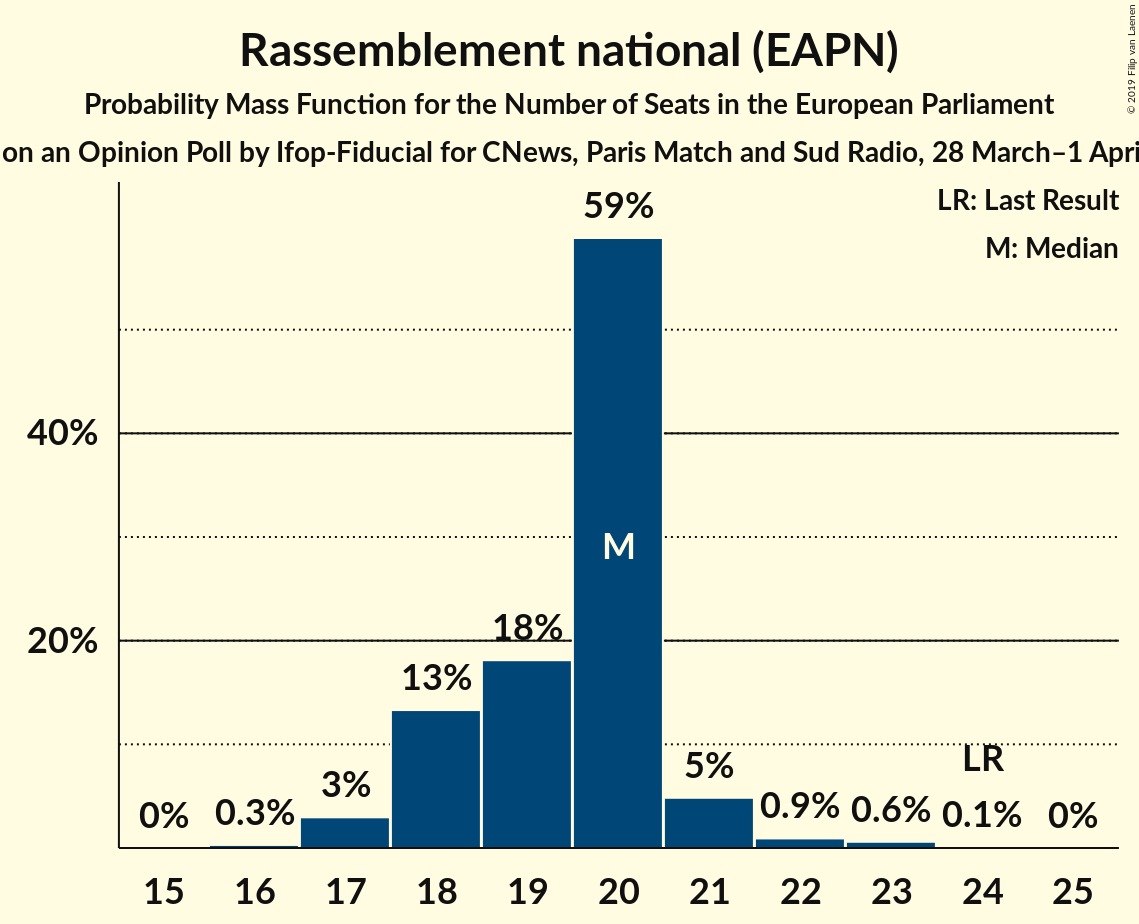 Rassemblement national (EAPN)
Probability Mass Function for the Number of Seats in the European Parliament
on an Opinion Poll by Ifop-Fiducial for CNews, Paris Match and Sud Radio, 28 March–1 Apri
© 2019 Filip van Laenen
LR: Last Result
M: Median
59%
40%
M
20%
18%
13%
3%
5%
LR
0%
0.3%
0.9%
0.6%
0.1%
0%
15 16 17 18 19 20 21 22 23 24 25